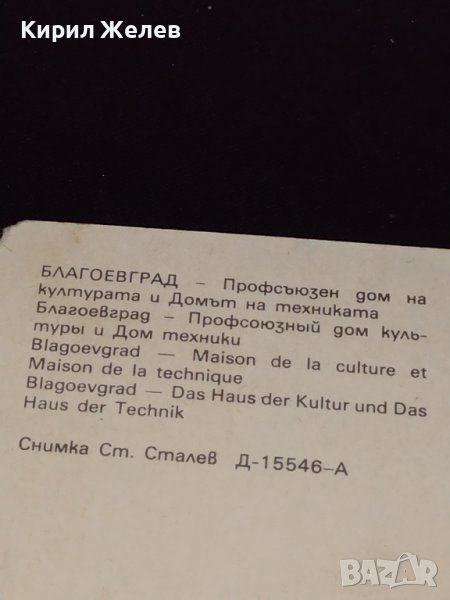 Кирил Желев
БЛАГОЕВГРАД – Профсъюзен дом на
културата и Домът на техниката
Благоевград – Профсоюзный дом куль-
туры и Дом техники
Blagoevgrad — Maison de la culture et
Maison de la technique
Blagoevgrad — Das Haus der Kultur und Das
Haus der Technik
Снимка Ст. Сталев Д-15546-А
BAZAR